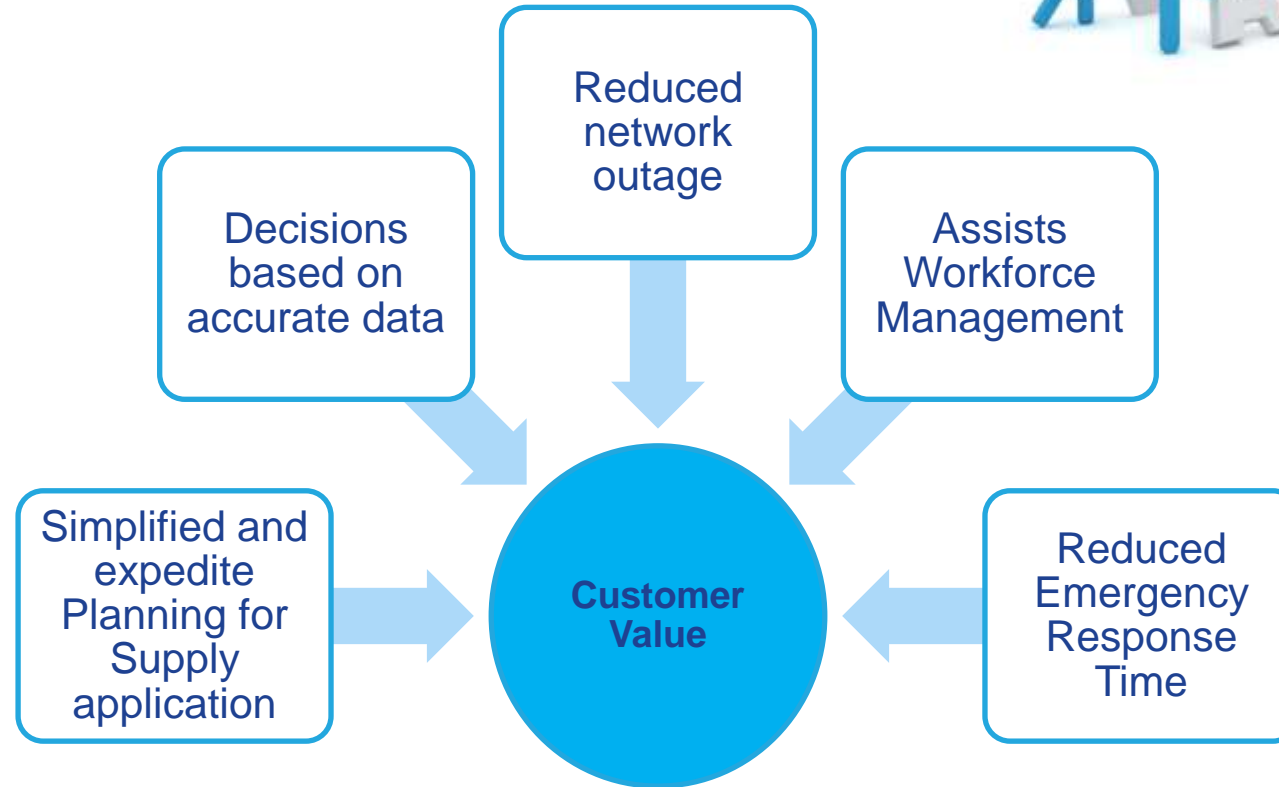 Reduced
network
outage
Decisions
based on
accurate data
Assists
Workforce
Management
Simplified and
expedite
Planning for
Supply
application
Customer
Value
Reduced
Emergency
Response
Time